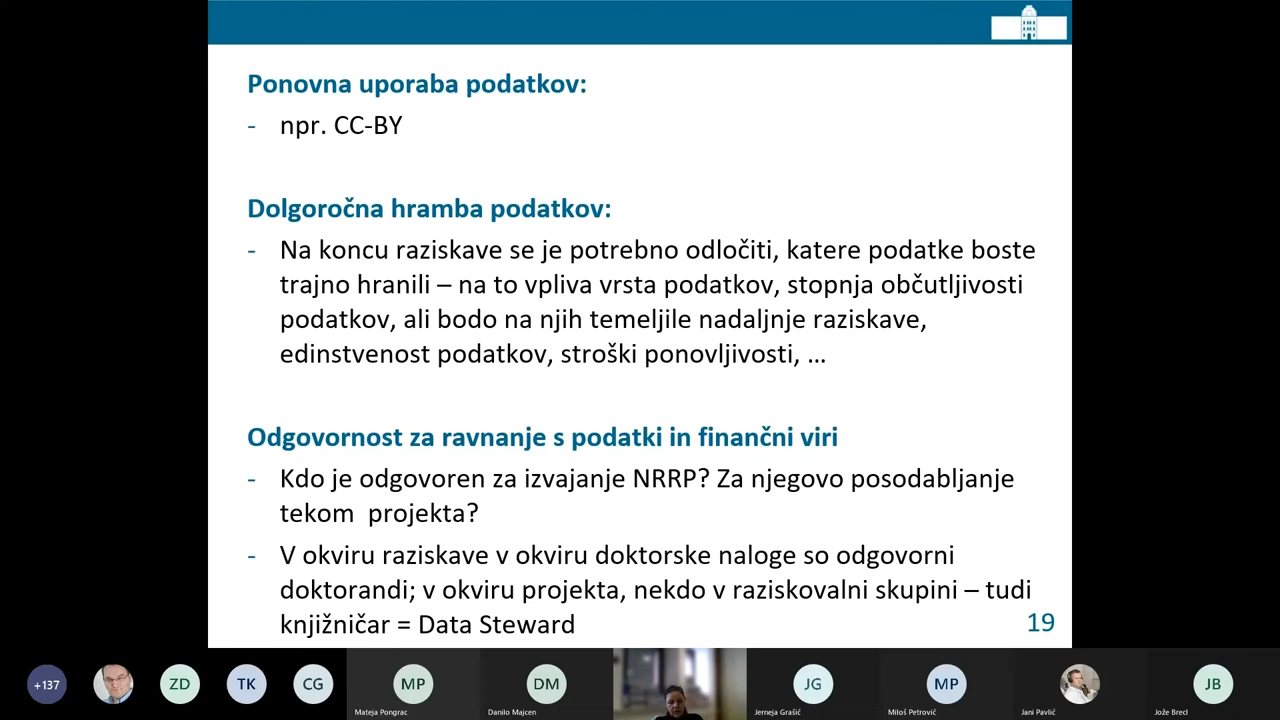 Ponovna uporaba podatkov:
- npr. CC-BY
Dolgoročna hramba podatkov:
- Na koncu raziskave se je potrebno odločiti, katere podatke boste
trajno hranili – na to vpliva vrsta podatkov, stopnja občutljivosti
podatkov, ali bodo na njih temeljile nadaljnje raziskave,
edinstvenost podatkov, stroški ponovljivosti, …
Odgovornost za ravnanje s podatki in finančni viri
- Kdo je odgovoren za izvajanje NRRP? Za njegovo posodabljanje
tekom projekta?
- V okviru raziskave v okviru doktorske naloge so odgovorni
doktorandi; v okviru projekta, nekdo v raziskovalni skupini – tudi
knjižničar = Data Steward
19
+137 ZD TK CG MP DM JG MP JB
Mateja Pongrac Danilo Majcen Jerneja Grašić Miloš Petrović Jani Pavlič Jože Brecl